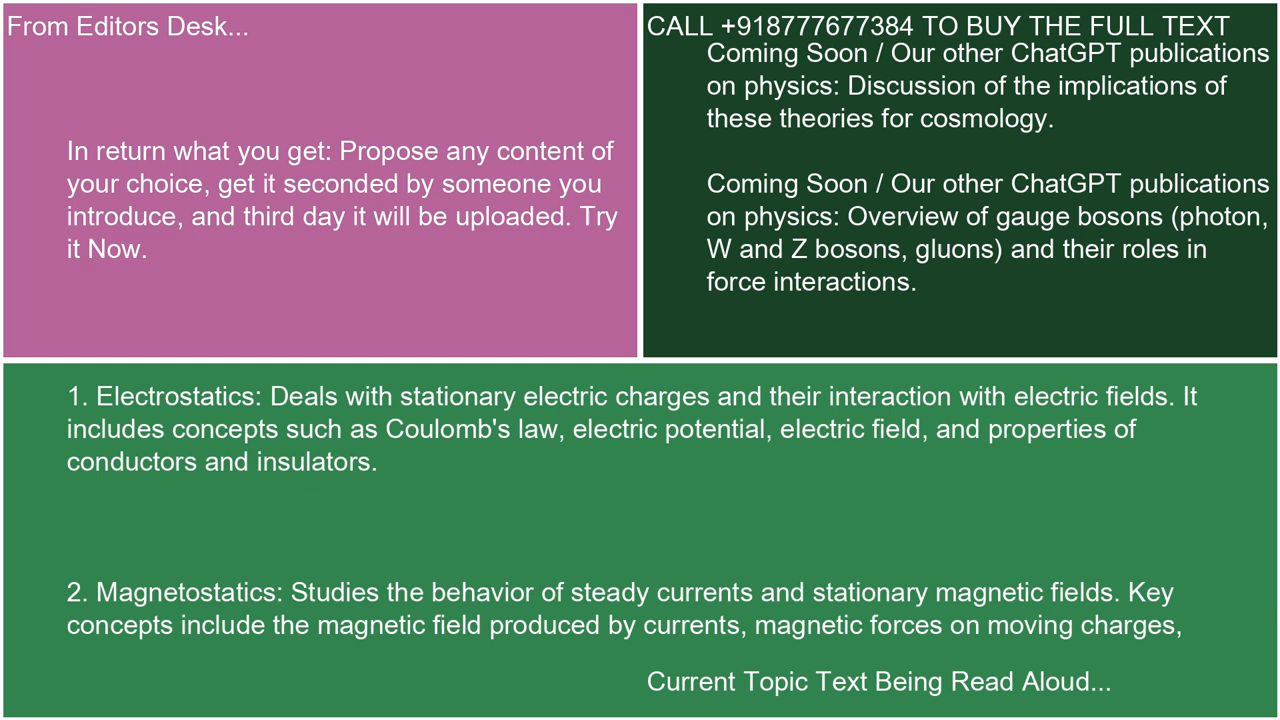 From Editors Desk...
In return what you get: Propose any content of
your choice, get it seconded by someone you
introduce, and third day it will be uploaded. Try
it Now.
CALL +918777677384 TO BUY THE FULL TEXT
Coming Soon / Our other ChatGPT publications
on physics: Discussion of the implications of
these theories for cosmology.
Coming Soon / Our other ChatGPT publications
on physics: Overview of gauge bosons (photon,
W and Z bosons, gluons) and their roles in
force interactions.
1. Electrostatics: Deals with stationary electric charges and their interaction with electric fields. It
includes concepts such as Coulomb's law, electric potential, electric field, and properties of
conductors and insulators.
2. Magnetostatics: Studies the behavior of steady currents and stationary magnetic fields. Key
concepts include the magnetic field produced by currents, magnetic forces on moving charges,
Current Topic Text Being Read Aloud...